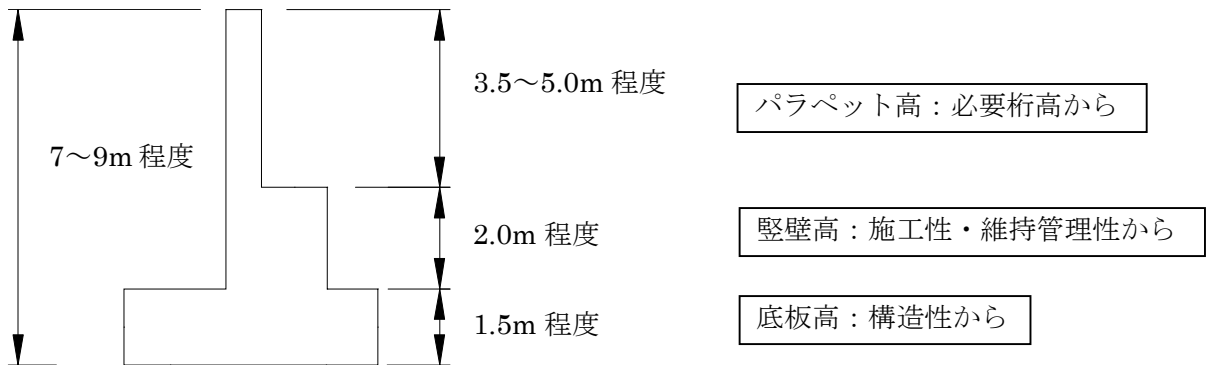 3.5～5.0m 程度
パラペット高：必要桁高から
7～9m 程度
2.0m 程度
竪壁高：施工性・維持管理性から
1.5m 程度
底板高：構造性から